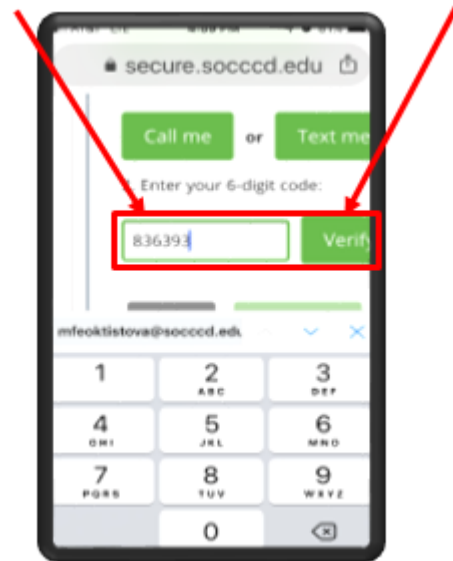 secure.socccd.edu
Call me or Text me
Enter your 6-digit code:
836393 Verify
mfeoktistova@socccd.edu
1 2 3
ABC DEF
4 5 6
GHI JKL MNO
7 8 9
PQRS TUV WXYZ
0